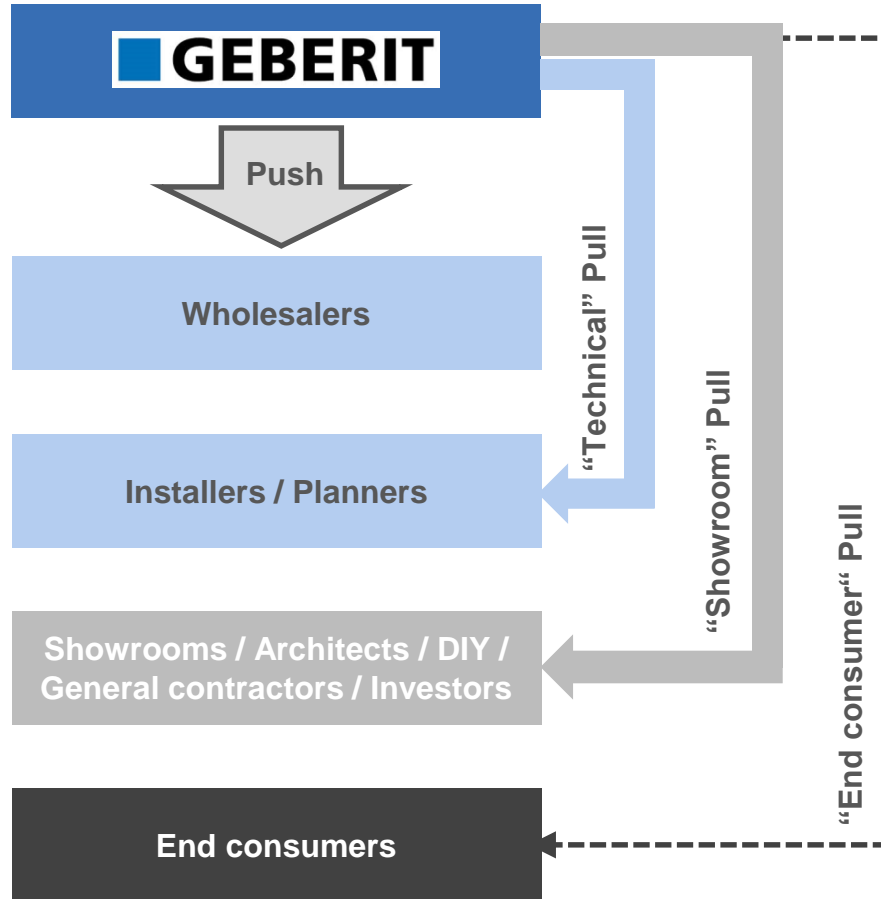 GEBERIT
Push
Wholesalers
Installers / Planners
Showrooms / Architects / DIY /
General contractors / Investors
End consumers
“Technical” Pull
“Showroom” Pull
“End consumer“ Pull